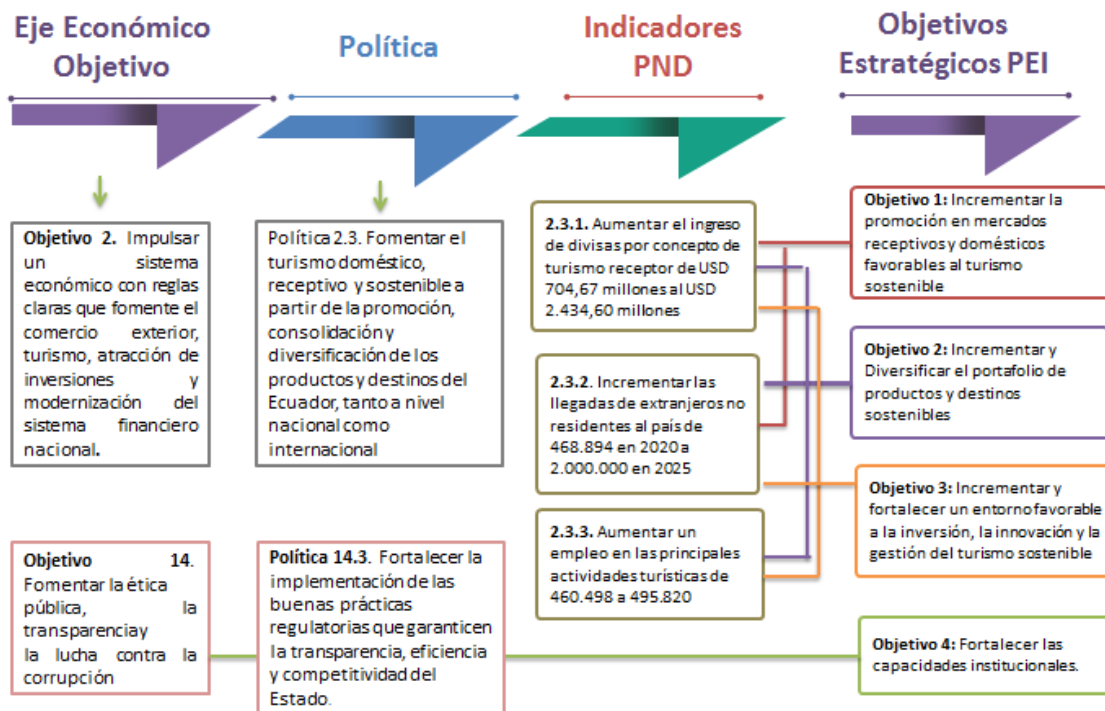 Eje Económico
Objetivo
Política
Indicadores
PND
Objetivos
Estratégicos PEI
Objetivo 2. Impulsar
un sistema
económico con reglas
claras que fomente el
comercio exterior,
turismo, atracción de
inversiones y
modernización del
sistema financiero
nacional.
Política 2.3. Fomentar el
turismo doméstico,
receptivo y sostenible a
partir de la promoción,
consolidación y
diversificación de los
productos y destinos del
Ecuador, tanto a nivel
nacional como
internacional
2.3.1. Aumentar el ingreso
de divisas por concepto de
turismo receptor de USD
704,67 millones al USD
2.434,60 millones
2.3.2. Incrementar las
llegadas de extranjeros no
residentes al país de
468.894 en 2020 a
2.000.000 en 2025
2.3.3. Aumentar un
empleo en las principales
actividades turísticas de
460.498 a 495.820
Objetivo 1: Incrementar la
promoción en mercados
receptivos y domésticos
favorables al turismo
sostenible
Objetivo 2: Incrementar y
Diversificar el portafolio de
productos y destinos
sostenibles
Objetivo 3: Incrementar y
fortalecer un entorno favorable
a la inversión, la innovación y la
gestión del turismo sostenible
Objetivo 14.
Fomentar la ética
pública, la
transparencia y
la lucha contra la
corrupción
Política 14.3. Fortalecer la
implementación de las
buenas prácticas
regulatorias que garanticen
la transparencia, eficiencia
y competitividad del
Estado.
Objetivo 4: Fortalecer las
capacidades institucionales.